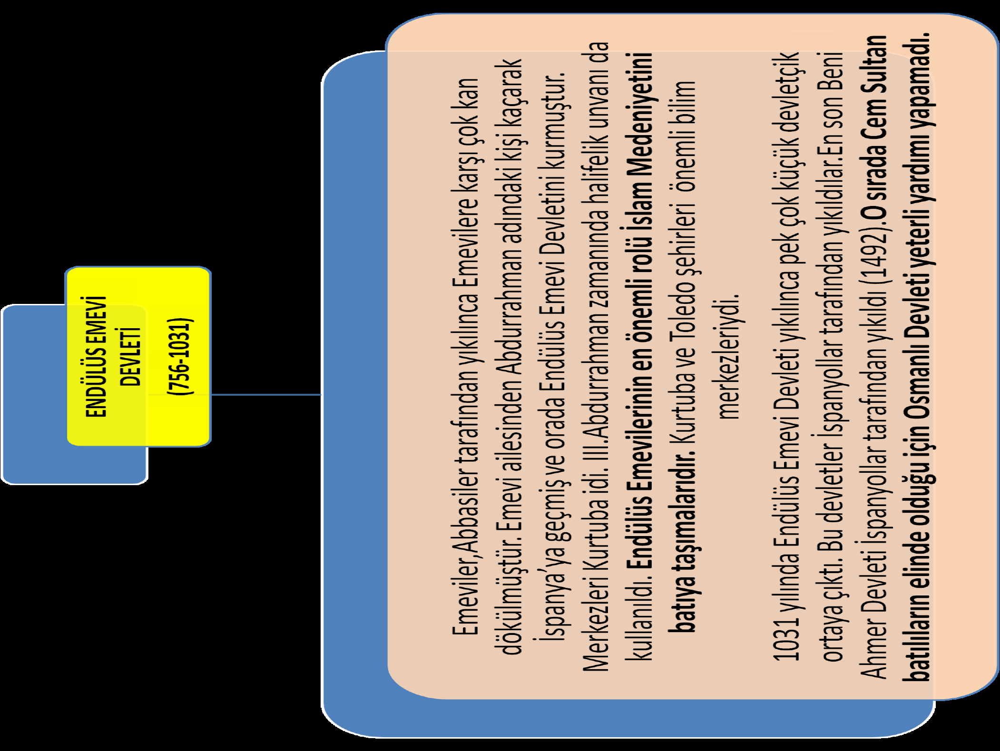 ENDÜLÜS EMEVİ
DEVLETİ
(756-1031)
Emeviler,Abbasiler tarafından yıkılınca Emevilere karşı çok kan
dökülmüştür. Emevi ailesinden Abdurrahman adındaki kişi kaçarak
İspanya’ya geçmiş ve orada Endülüs Emevi Devletini kurmuştur.
Merkezleri Kurtuba idi. III.Abdurrahman zamanında halifelik unvanı da
kullanıldı. Endülüs Emevilerinin en önemli rolü İslam Medeniyetini
batıya taşımalarıdır. Kurtuba ve Toledo şehirleri önemli bilim
merkezleriydi.
1031 yılında Endülüs Emevi Devleti yıkılınca pek çok küçük devletçik
ortaya çıktı. Bu devletler İspanyollar tarafından yıkıldılar.En son Beni
Ahmer Devleti İspanyollar tarafından yıkıldı (1492).O sırada Cem Sultan
batılıların elinde olduğu için Osmanlı Devleti yeterli yardımı yapamadı.